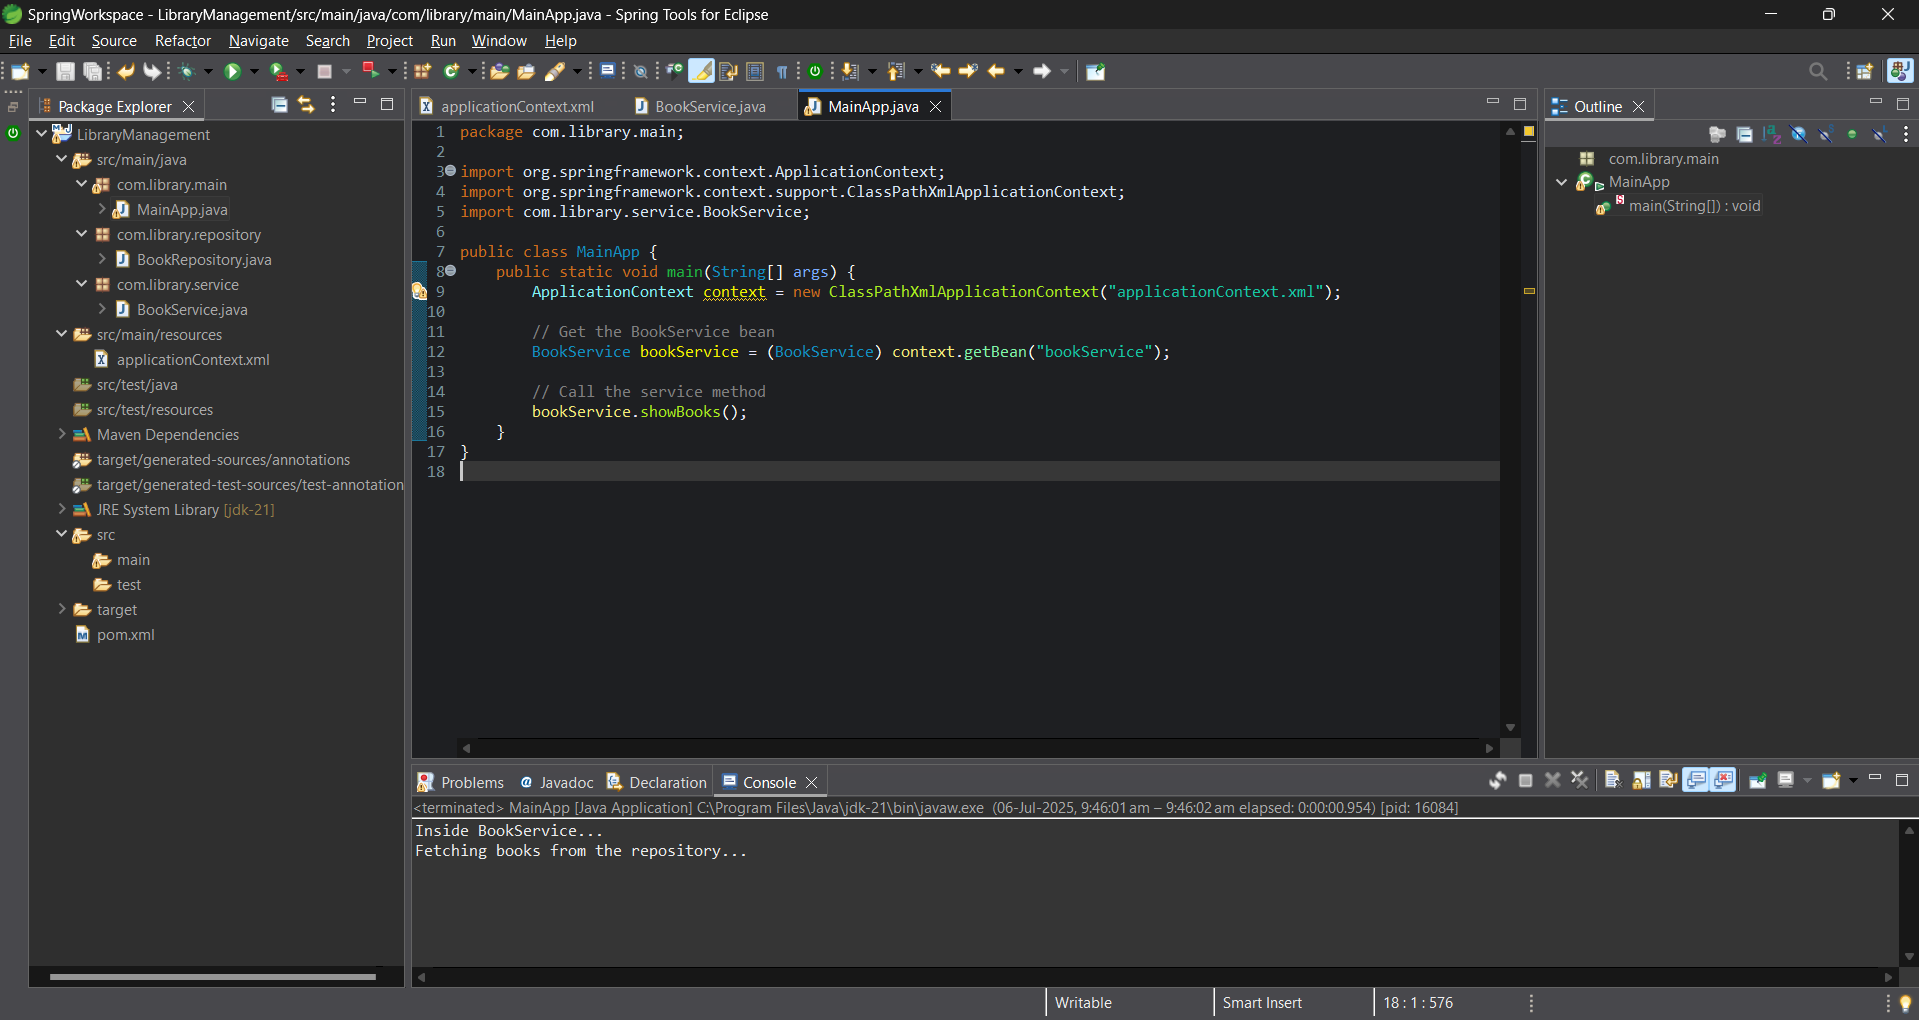 SpringWorkspace - LibraryManagement/src/main/java/com/library/main/MainApp.java - Spring Tools for Eclipse
File Edit Source Refactor Navigate Search Project Run Window Help
Package Explorer
LibraryManagement
src/main/java
com.library.main
MainApp.java
com.library.repository
BookRepository.java
com.library.service
BookService.java
src/main/resources
applicationContext.xml
src/test/java
src/test/resources
Maven Dependencies
target/generated-sources/annotations
target/generated-test-sources/test-annotation
JRE System Library [jdk-21]
src
main
test
target
pom.xml
applicationContext.xml BookService.java MainApp.java
1 package com.library.main;
2
3 import org.springframework.context.ApplicationContext;
4 import org.springframework.context.support.ClassPathXmlApplicationContext;
5 import com.library.service.BookService;
6
7 public class MainApp {
8 public static void main(String[] args) {
9 ApplicationContext context = new ClassPathXmlApplicationContext("applicationContext.xml");
10
11 // Get the BookService bean
12 BookService bookService = (BookService) context.getBean("bookService");
13
14 // Call the service method
15 bookService.showBooks();
16 }
17 }
18
Outline
com.library.main
MainApp
main(String[]) : void
Problems Javadoc Declaration Console
<terminated> MainApp [Java Application] C:\Program Files\Java\jdk-21\bin\javaw.exe (06-Jul-2025, 9:46:01 am – 9:46:02 am elapsed: 0:00:00.954) [pid: 16084]
Inside BookService...
Fetching books from the repository...
Writable Smart Insert 18 : 1 : 576